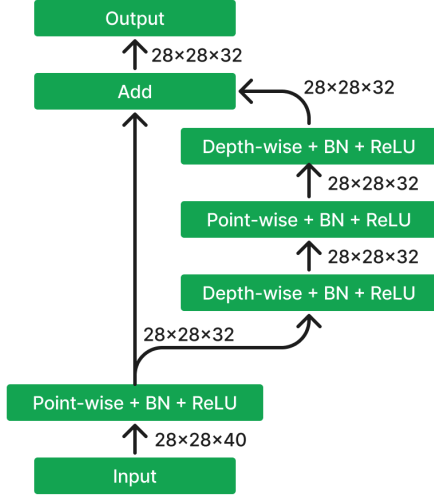 Output
28×28×32
Add
28×28×32
Depth-wise + BN + ReLU
28×28×32
Point-wise + BN + ReLU
28×28×32
Depth-wise + BN + ReLU
28×28×32
Point-wise + BN + ReLU
28×28×40
Input